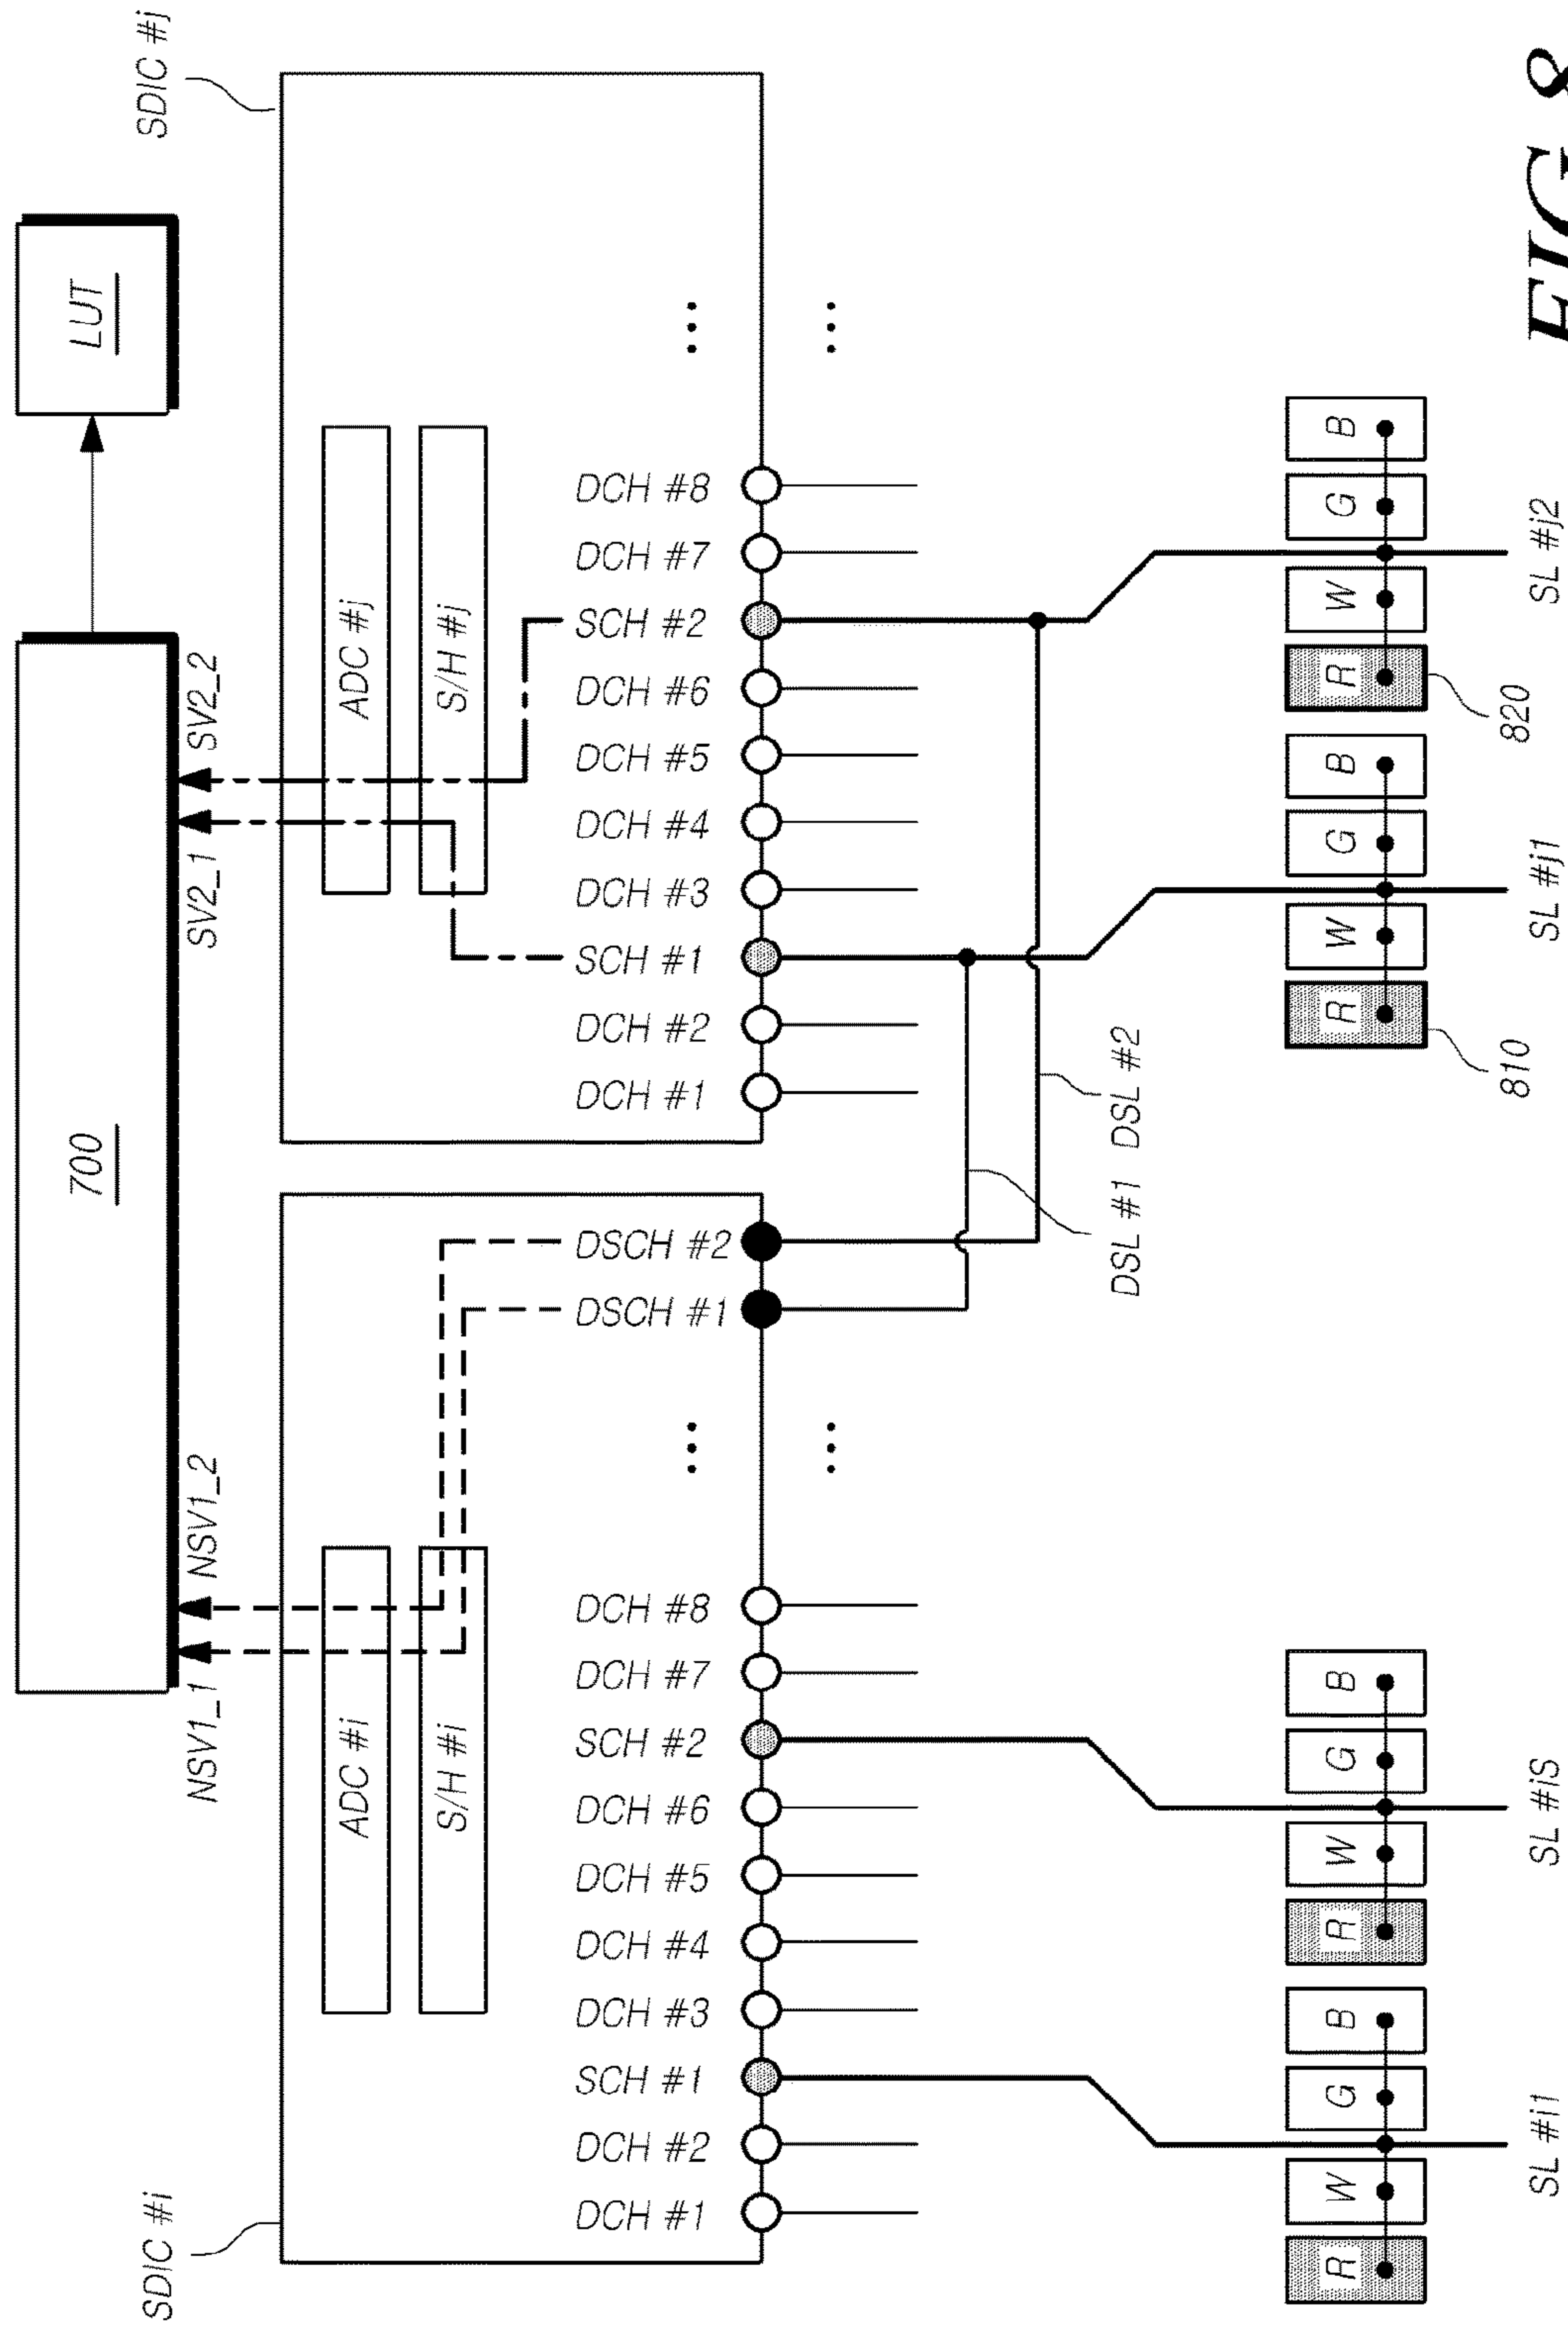 700
LUT
SDIC #i
NSV1_1
NSV1_2
SV2_1
SV2_2
SDIC #j
ADC #i
S/H #i
ADC #j
S/H #j
DCH #1
DCH #2
SCH #1
DCH #3
DCH #4
DCH #5
DCH #6
SCH #2
DCH #7
DCH #8
...
DSCH #1
DSCH #2
DCH #1
DCH #2
SCH #1
DCH #3
DCH #4
DCH #5
DCH #6
SCH #2
DCH #7
DCH #8
...
...
...
DSL #1
DSL #2
R W G B
R W G B
R W G B
R W G B
810
820
SL #i1
SL #iS
SL #j1
SL #j2
FIG 8